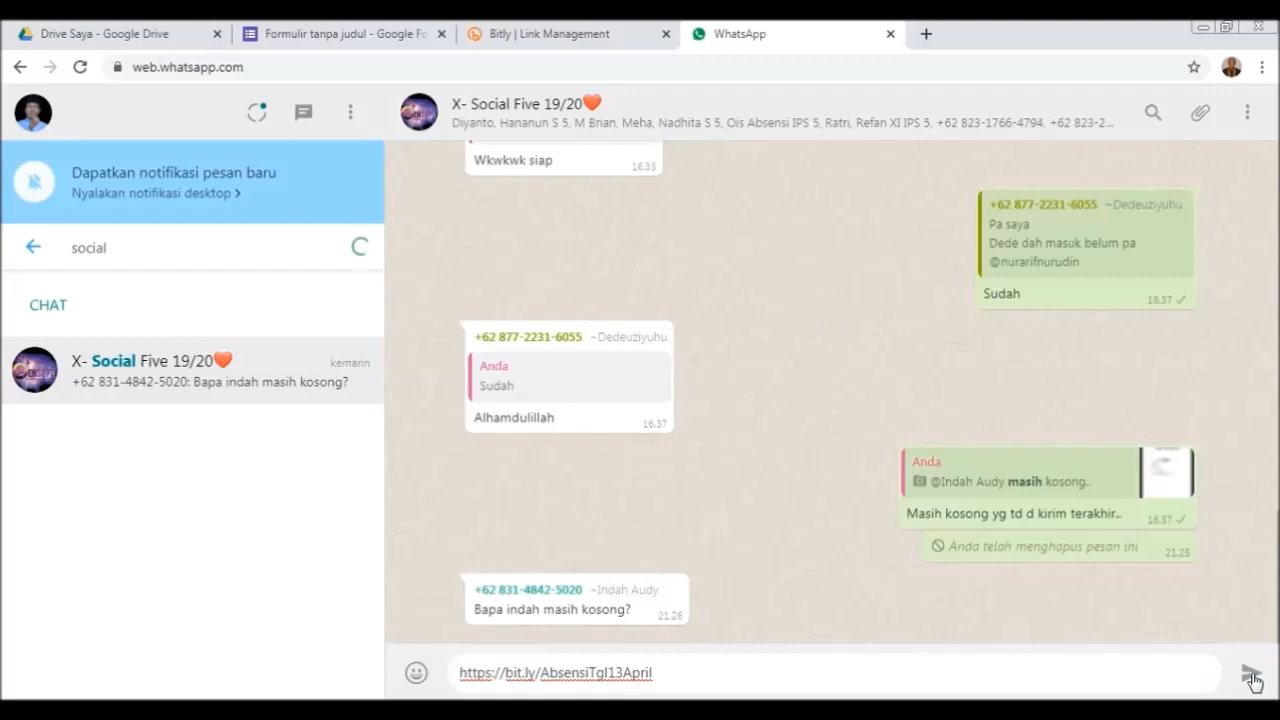 Drive Saya - Google Drive
Formulir tanpa judul - Google Fo
Bitly | Link Management
WhatsApp
web.whatsapp.com
X- Social Five 19/20❤️
Diyanto, Hananun S 5, M Brian, Meha, Nadhita S 5, Ois Absensi IPS 5, Ratri, Refan XI IPS 5, +62 823-1766-4794, +62 823-2...
Dapatkan notifikasi pesan baru
Nyalakan notifikasi desktop >
social
CHAT
X- Social Five 19/20❤️
kemarin
+62 831-4842-5020: Bapa indah masih kosong?
Wkwkwk siap
16.35
+62 877-2231-6055 ~Dedeuziyuhu
Pa saya
Dede dah masuk belum pa
@nurarifnurudin
Sudah
16.37
+62 877-2231-6055 ~Dedeuziyuhu
Anda
Sudah
Alhamdulillah
16.37
Anda
@Indah Audy masih kosong..
Masih kosong yg td d kirim terakhir..
16.37
Anda telah menghapus pesan ini
21.25
+62 831-4842-5020 ~Indah Audy
Bapa indah masih kosong?
21.26
https://bit.ly/AbsensiTgl13April